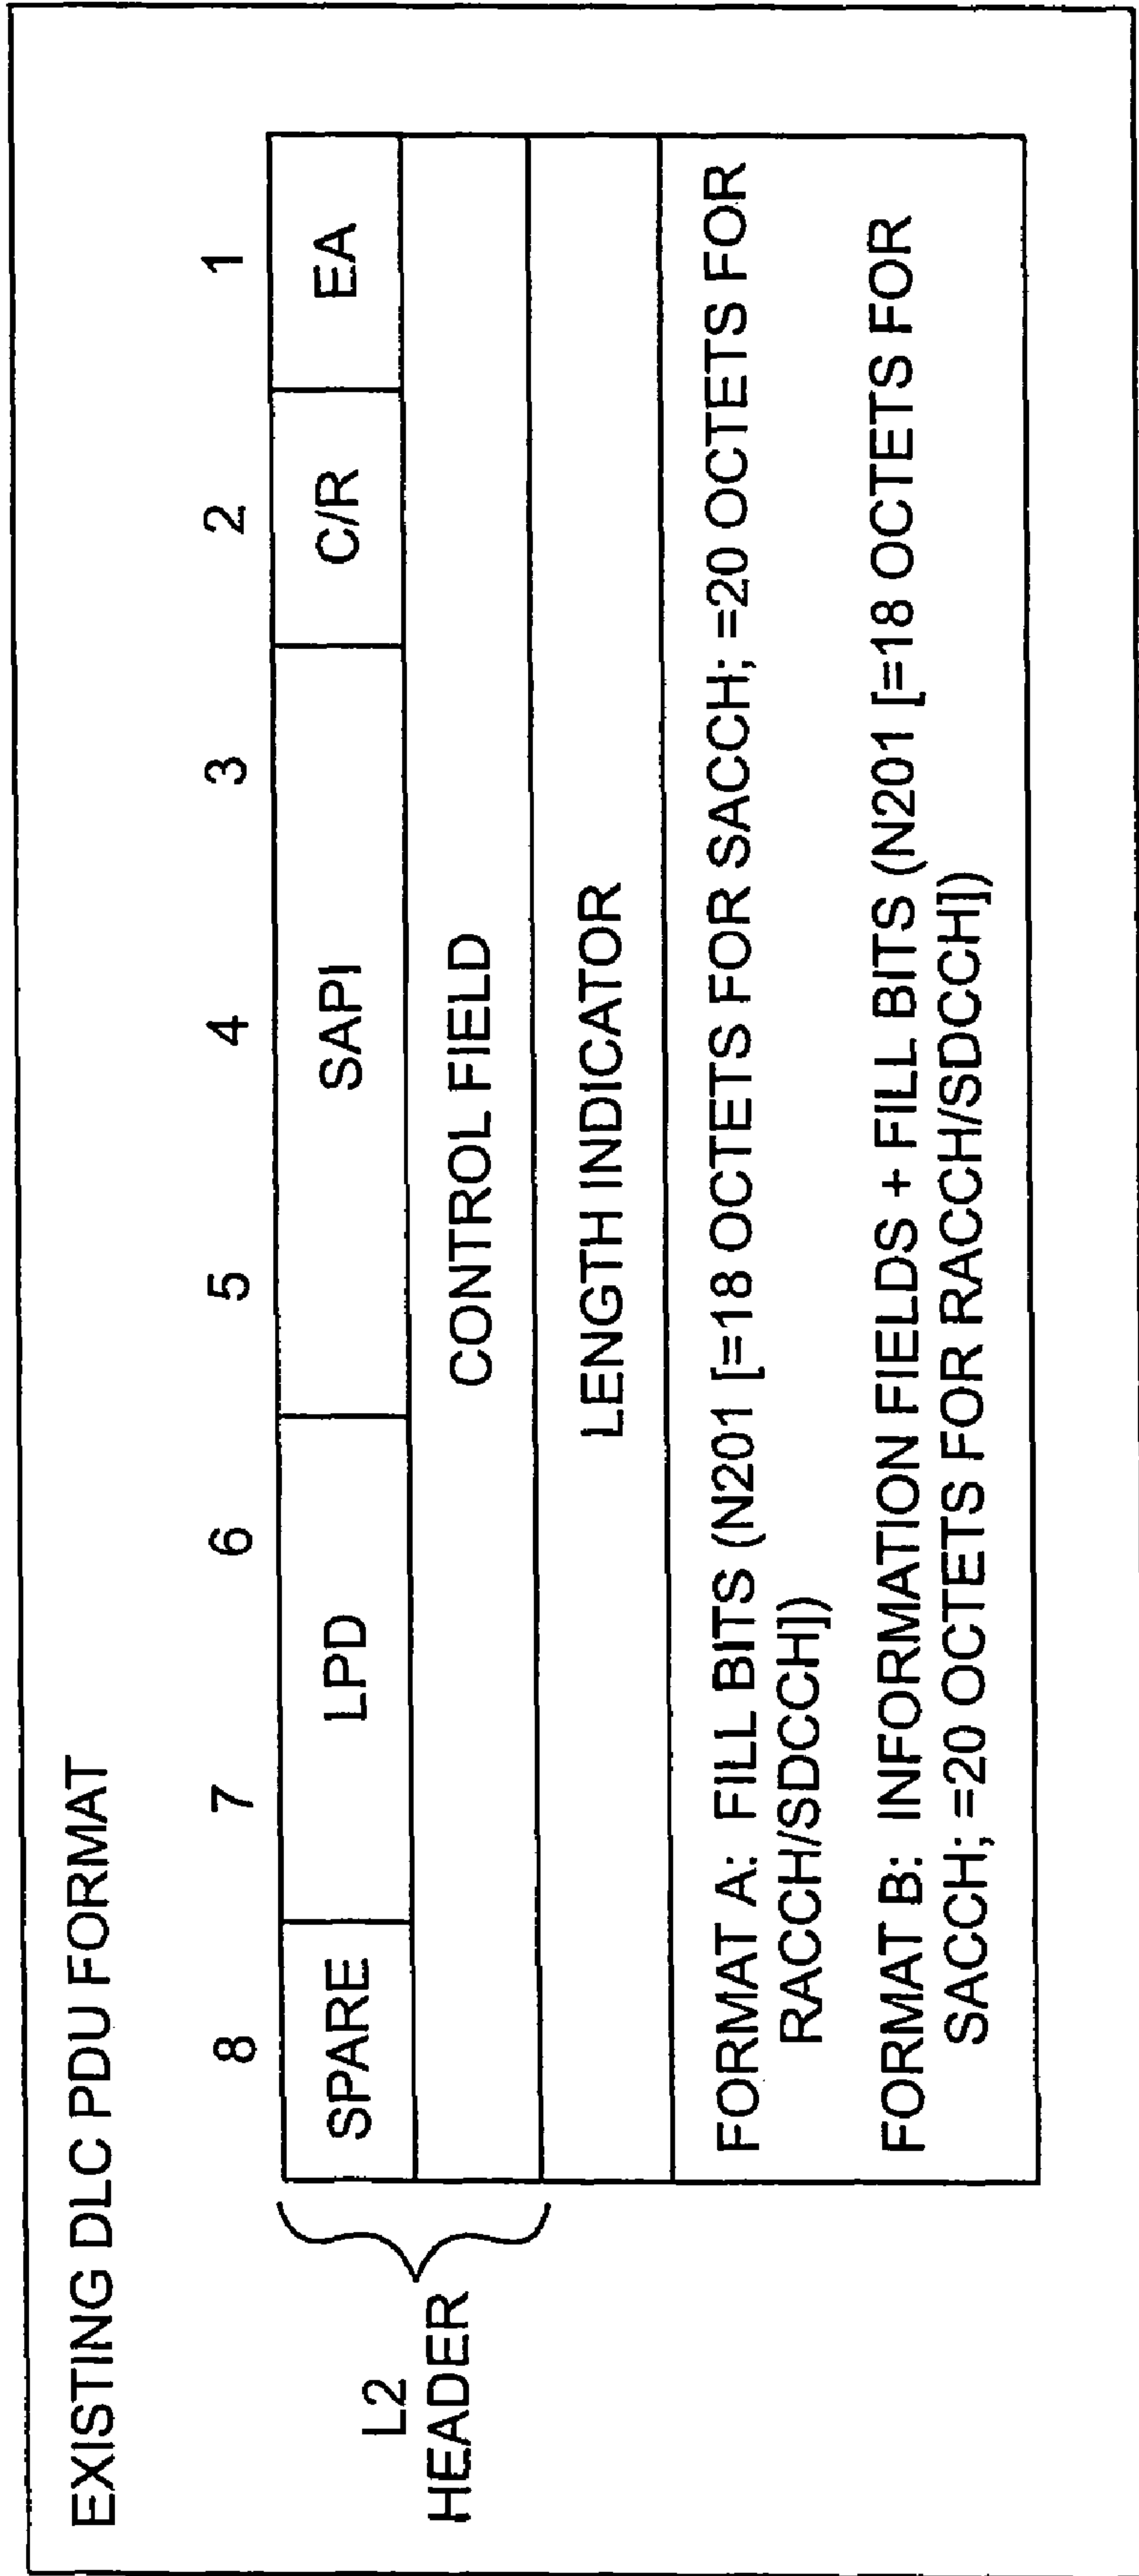 EXISTING DLC PDU FORMAT
8 7 6 5 4 3 2 1
SPARE LPD SAPI C/R EA
L2
HEADER
CONTROL FIELD
LENGTH INDICATOR
FORMAT A: FILL BITS (N201 [=18 OCTETS FOR SACCH; =20 OCTETS FOR
RACCH/SDCCH])
FORMAT B: INFORMATION FIELDS + FILL BITS (N201 [=18 OCTETS FOR
SACCH; =20 OCTETS FOR RACCH/SDCCH])